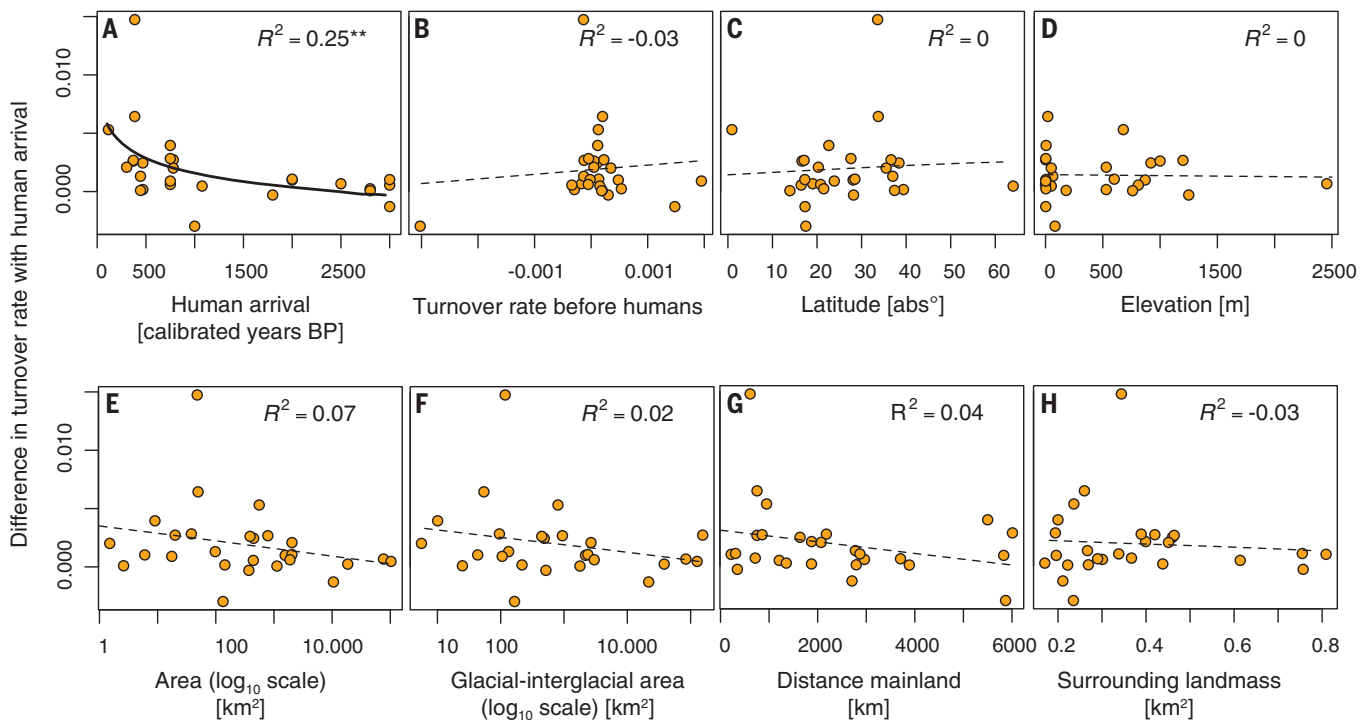 Difference in turnover rate with human arrival
A
R² = 0.25**
B
R² = -0.03
C
R² = 0
D
R² = 0
0.010
0.000
0 500 1500 2500
-0.001 0.001
0 20 40 60
0 500 1500 2500
Human arrival
[calibrated years BP]
Turnover rate before humans
Latitude [abs°]
Elevation [m]
E
R² = 0.07
F
R² = 0.02
G
R² = 0.04
H
R² = -0.03
0.010
0.000
1 100 10.000
10 100 10.000
0 2000 4000 6000
0.2 0.4 0.6 0.8
Area (log₁₀ scale)
[km²]
Glacial-interglacial area
(log₁₀ scale) [km²]
Distance mainland
[km]
Surrounding landmass
[km²]